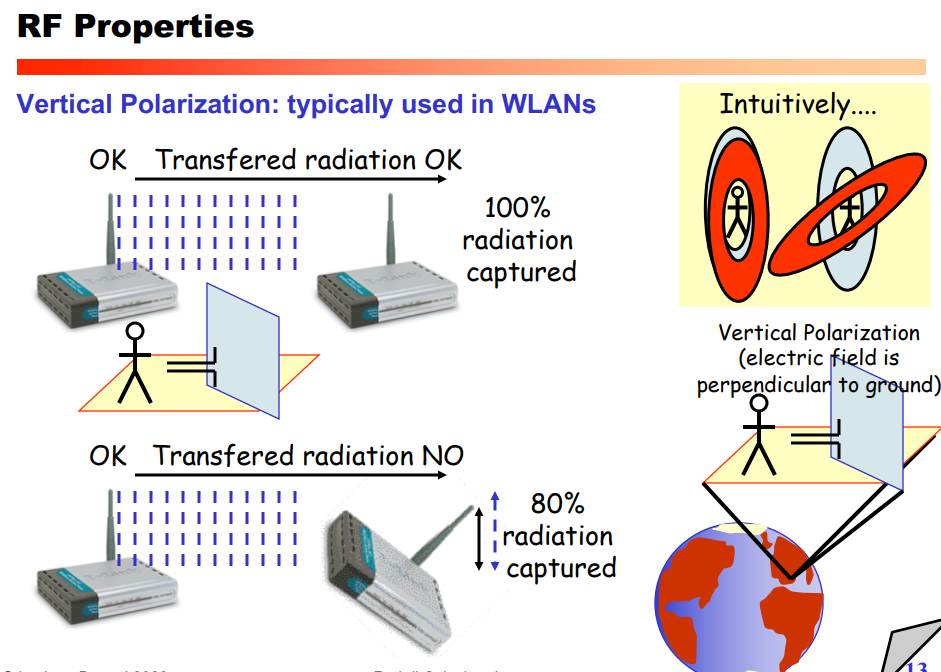 RF Properties
Vertical Polarization: typically used in WLANs
OK Transfered radiation OK
100%
radiation
captured
Intuitively....
Vertical Polarization
(electric field is
perpendicular to ground)
OK Transfered radiation NO
80%
radiation
captured
13